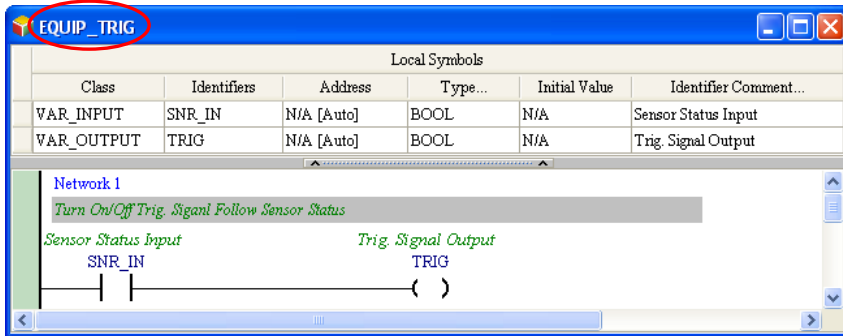 EQUIP_TRIG
Local Symbols
Class Identifiers Address Type... Initial Value Identifier Comment...
VAR_INPUT SNR_IN N/A [Auto] BOOL N/A Sensor Status Input
VAR_OUTPUT TRIG N/A [Auto] BOOL N/A Trig. Signal Output
Network 1
Turn On/Off Trig. Siganl Follow Sensor Status
Sensor Status Input Trig. Signal Output
SNR_IN TRIG